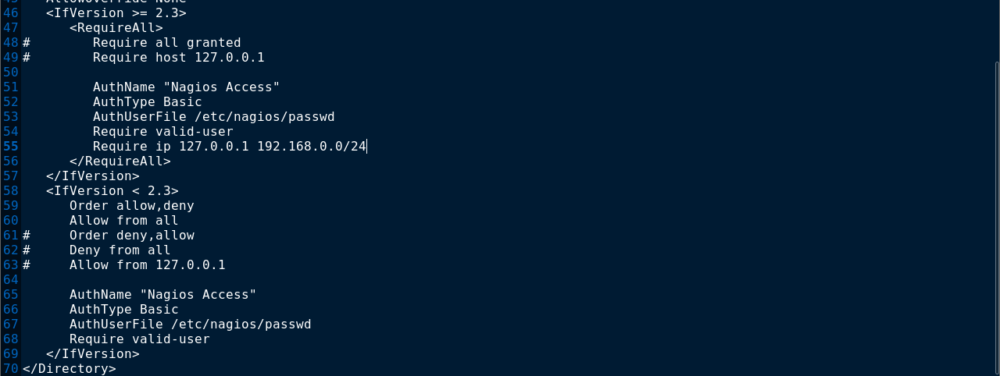 45 AllowOverride None
46 <IfVersion >= 2.3>
47 <RequireAll>
48 # Require all granted
49 # Require host 127.0.0.1
50
51 AuthName "Nagios Access"
52 AuthType Basic
53 AuthUserFile /etc/nagios/passwd
54 Require valid-user
55 Require ip 127.0.0.1 192.168.0.0/24
56 </RequireAll>
57 </IfVersion>
58 <IfVersion < 2.3>
59 Order allow,deny
60 Allow from all
61 # Order deny,allow
62 # Deny from all
63 # Allow from 127.0.0.1
64
65 AuthName "Nagios Access"
66 AuthType Basic
67 AuthUserFile /etc/nagios/passwd
68 Require valid-user
69 </IfVersion>
70 </Directory>